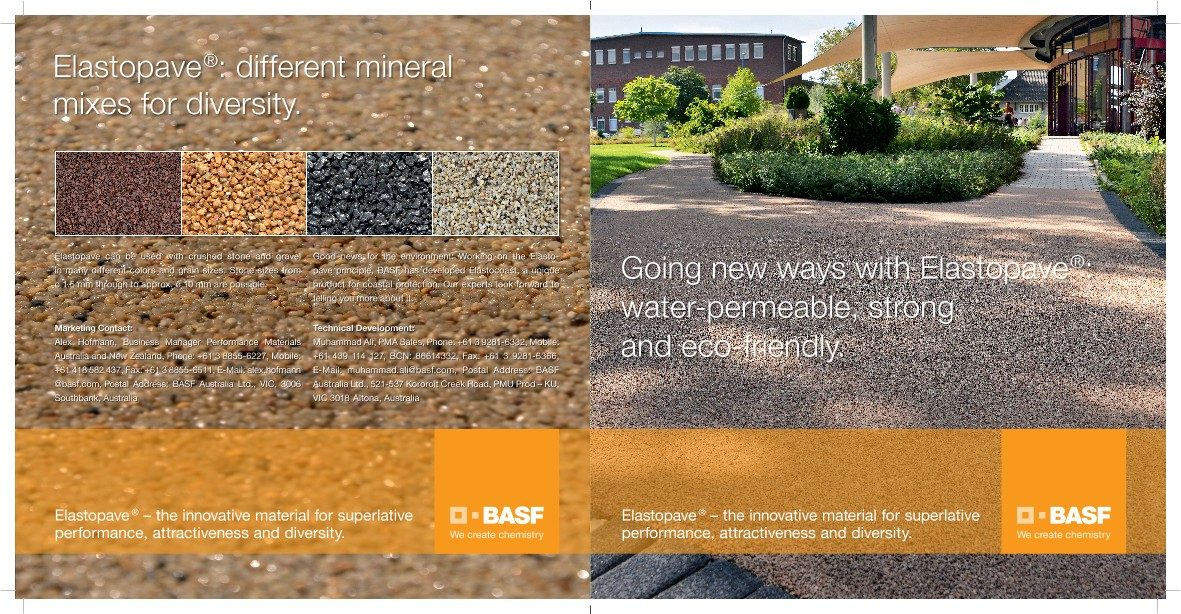 Elastopave®: different mineral
mixes for diversity.
Elastopave can be used with crushed stone and gravel
in many different colors and grain sizes. Stone sizes from
ø 1.5 mm through to approx. ø 10 mm are possible.
Good news for the environment: Working on the Elasto-
pave principle, BASF has developed Elastocoast, a unique
product for coastal protection. Our experts look forward to
telling you more about it.
Marketing Contact:
Alex Hofmann, Business Manager Performance Materials
Australia and New Zealand, Phone: +61 3 8855-6227, Mobile:
+61 418 582 437, Fax: +61 3 8855-6511, E-Mail: alex.hofmann
@basf.com, Postal Address: BASF Australia Ltd., VIC, 3006
Southbank, Australia
Technical Development:
Muhammad Ali, PMA Sales, Phone: +61 3 9281-6332, Mobile:
+61 439 114 127, BCN: 86614332, Fax: +61 3 9281-6366,
E-Mail: muhammad.ali@basf.com, Postal Address: BASF
Australia Ltd., 521-537 Kororoit Creek Road, PMU Prod – KU,
VIC 3018 Altona, Australia
Elastopave® – the innovative material for superlative
performance, attractiveness and diversity.
BASF
We create chemistry
Going new ways with Elastopave®:
water-permeable, strong
and eco-friendly.
Elastopave® – the innovative material for superlative
performance, attractiveness and diversity.
BASF
We create chemistry